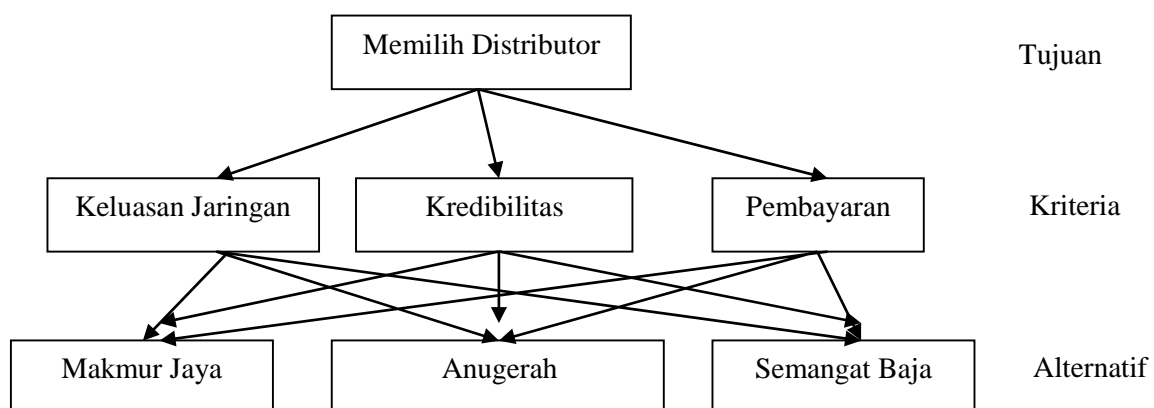 Memilih Distributor
Tujuan
Keluasan Jaringan
Kredibilitas
Pembayaran
Kriteria
Makmur Jaya
Anugerah
Semangat Baja
Alternatif